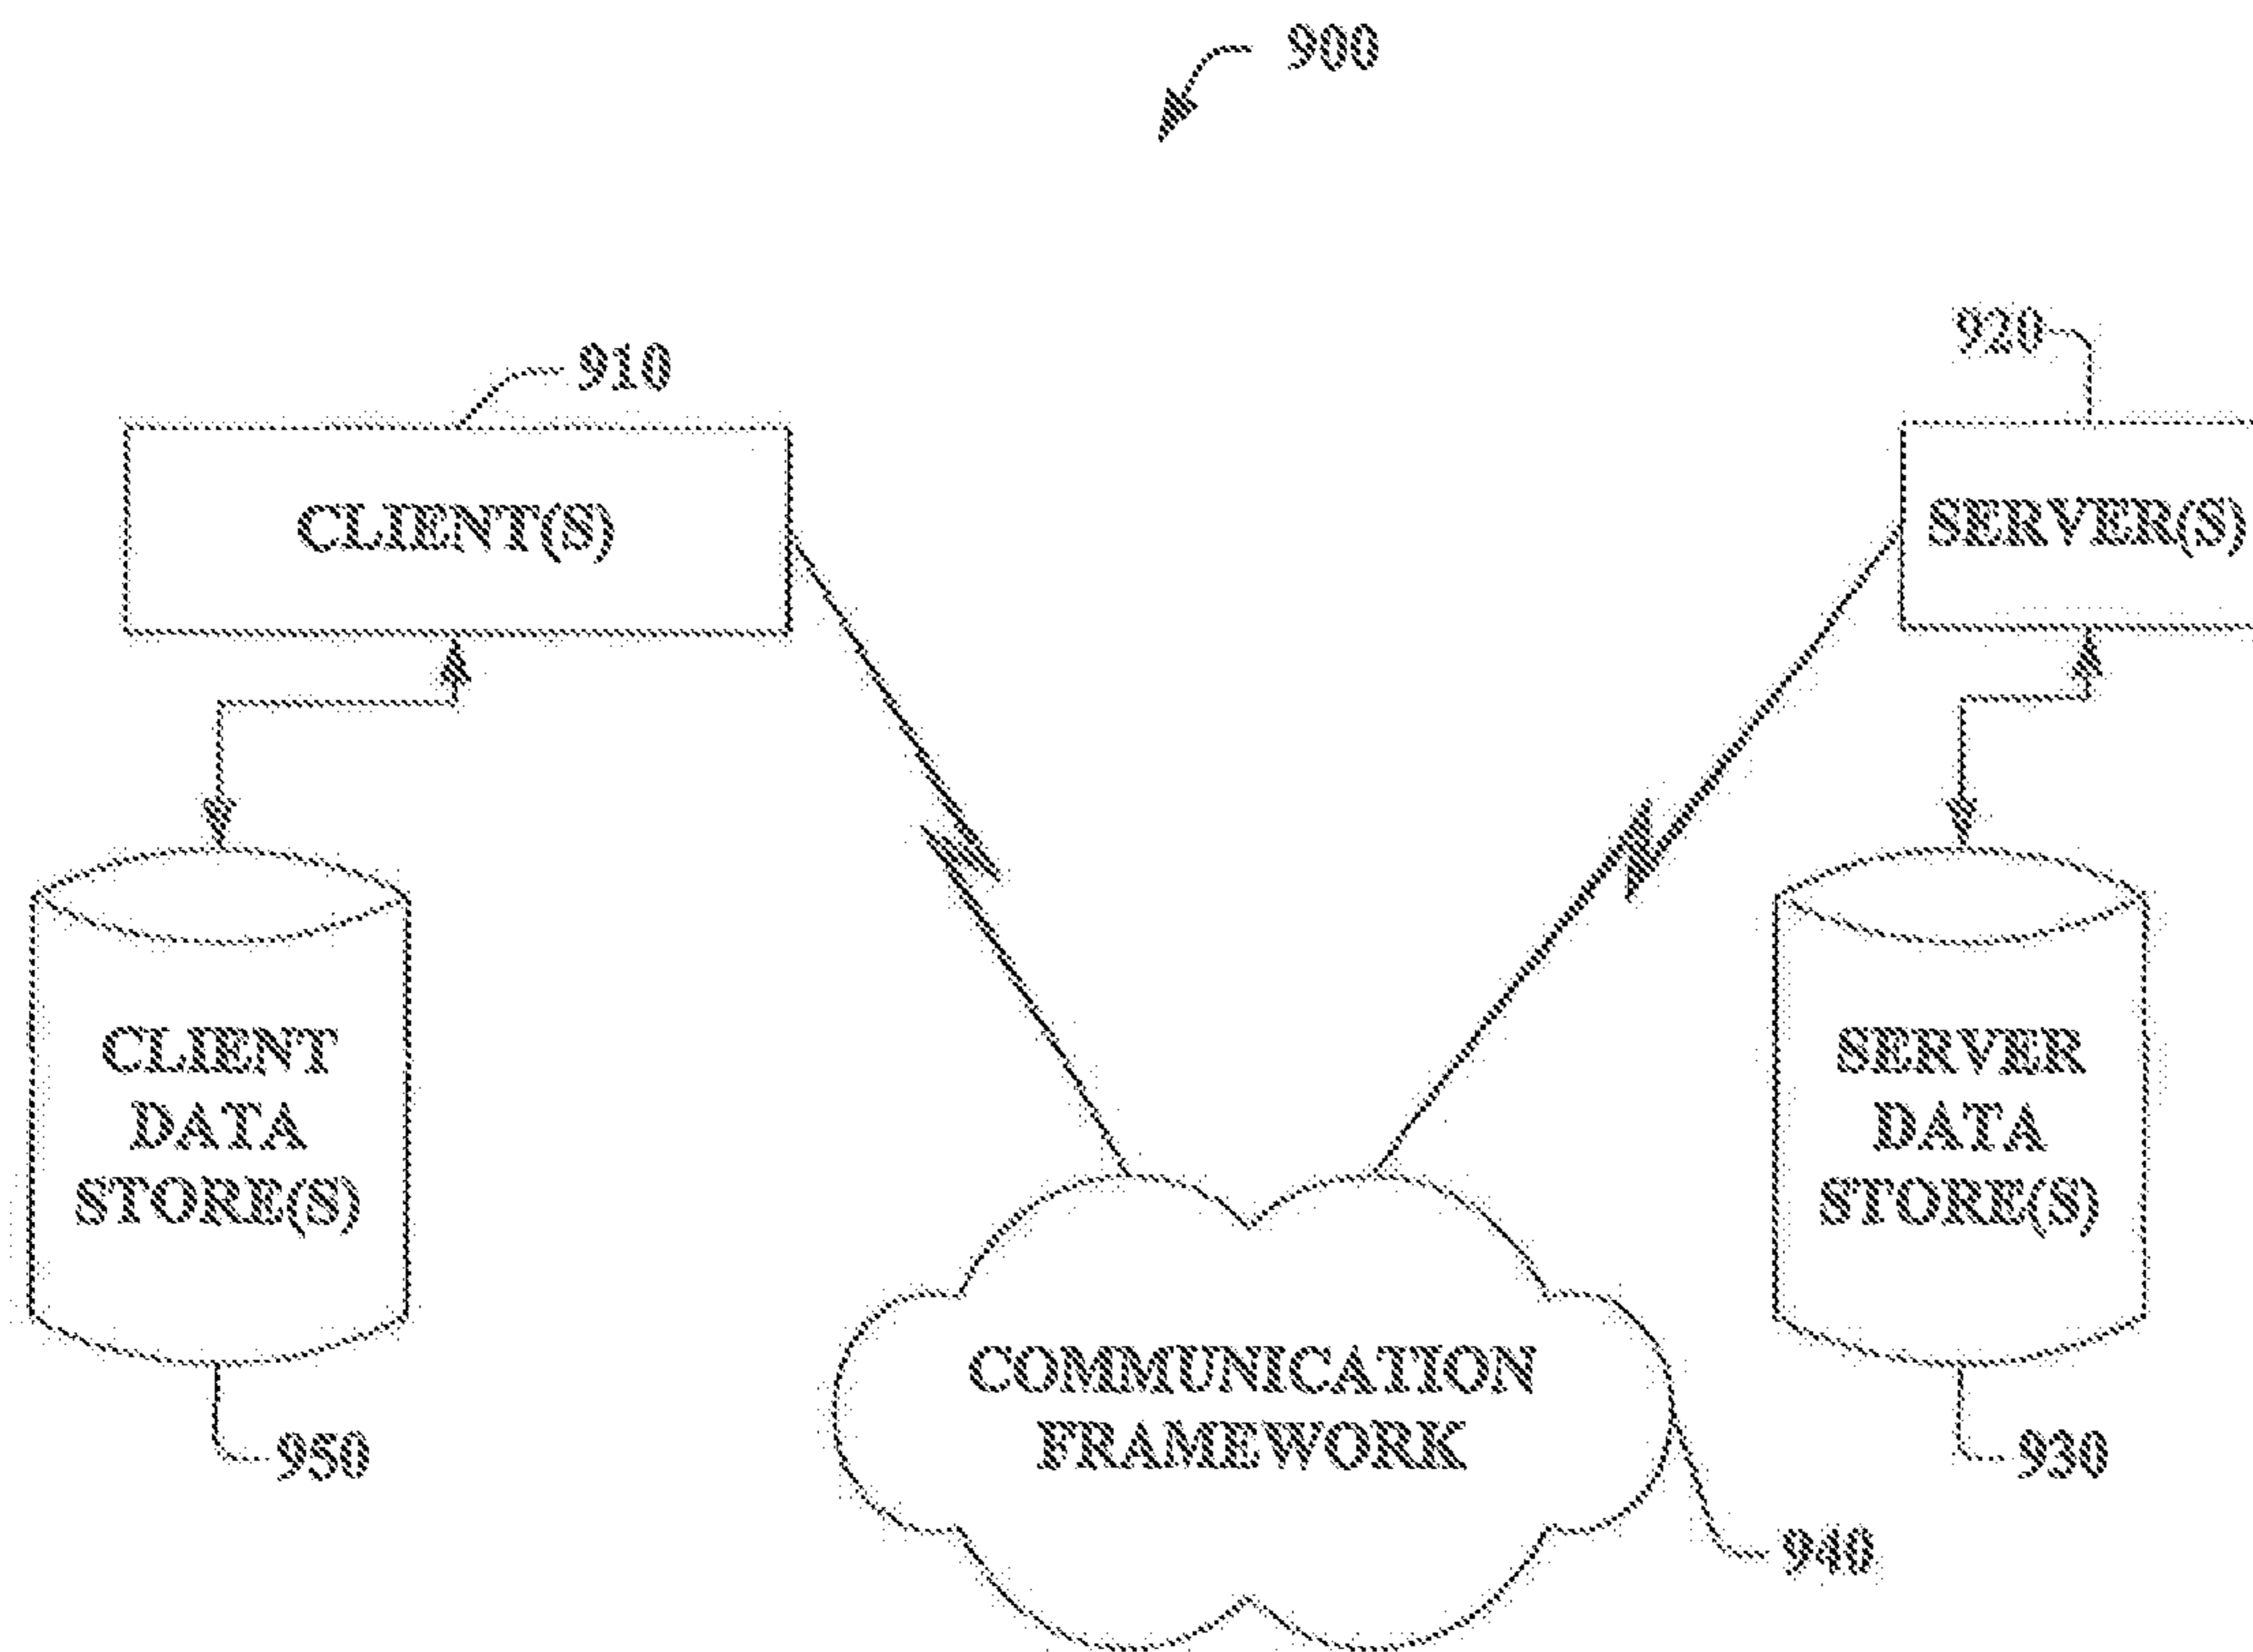 900
910
920
CLIENT(S)
SERVER(S)
CLIENT
DATA
STORE(S)
SERVER
DATA
STORE(S)
COMMUNICATION
FRAMEWORK
950
930
940